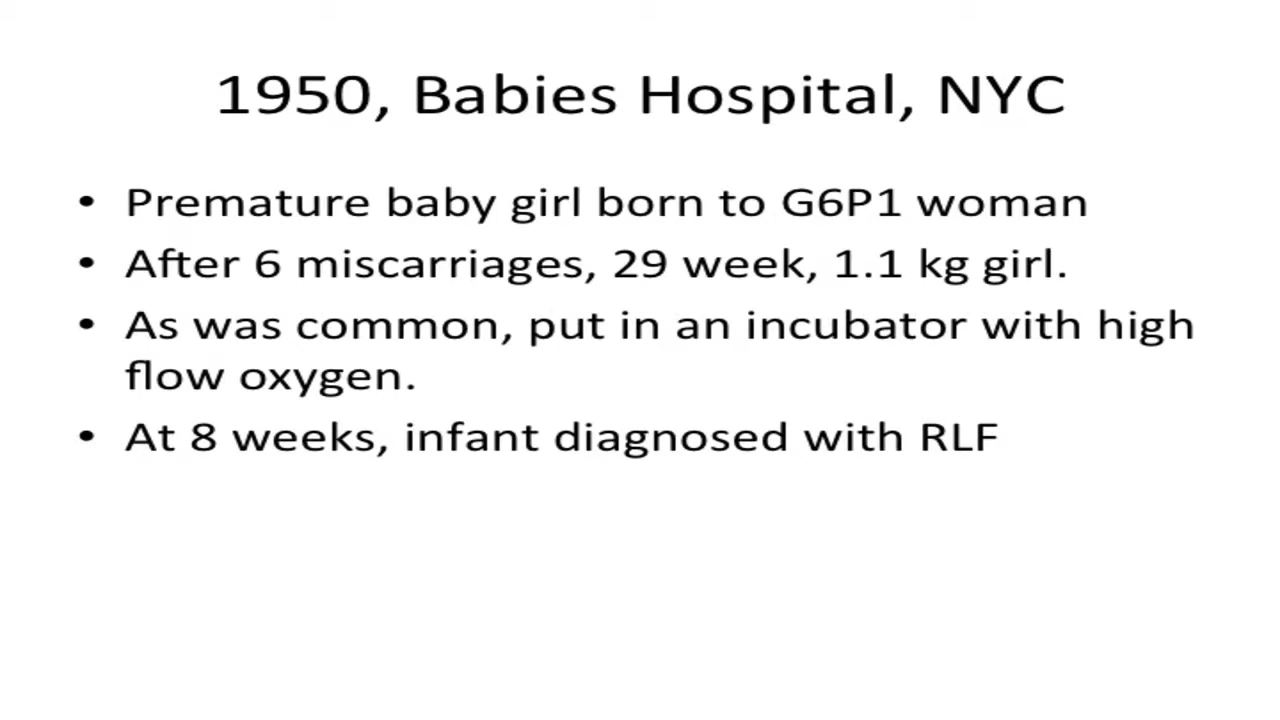 1950, Babies Hospital, NYC
• Premature baby girl born to G6P1 woman
• After 6 miscarriages, 29 week, 1.1 kg girl.
• As was common, put in an incubator with high
flow oxygen.
• At 8 weeks, infant diagnosed with RLF